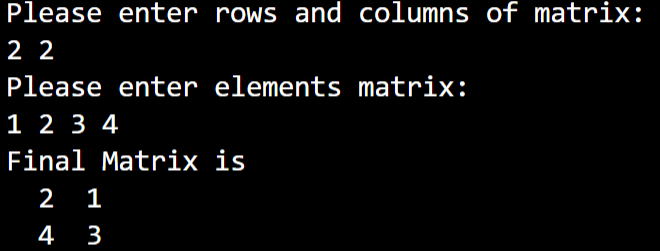 Please enter rows and columns of matrix:
2 2
Please enter elements matrix:
1 2 3 4
Final Matrix is
  2  1
  4  3